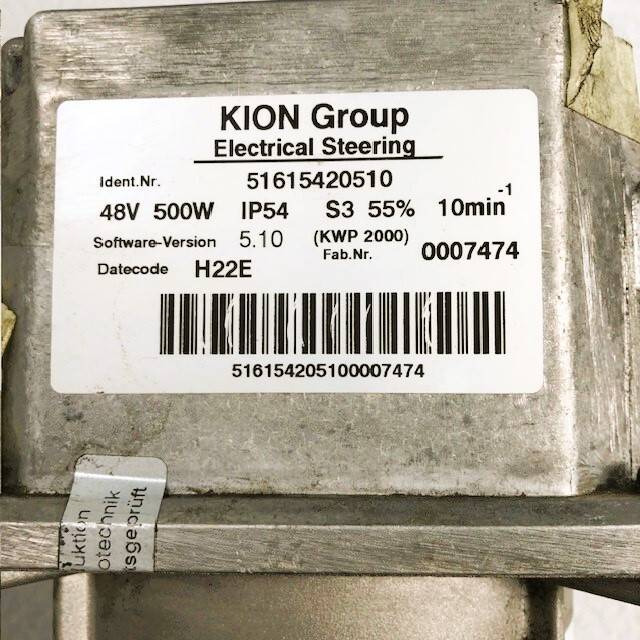 KION Group
Electrical Steering
Ident.Nr. 51615420510
48V 500W IP54 S3 55% 10min-1
Software-Version 5.10 (KWP 2000)
Fab.Nr. 0007474
Datecode H22E
516154205100007474
uktion
otechnik
sgeprüft